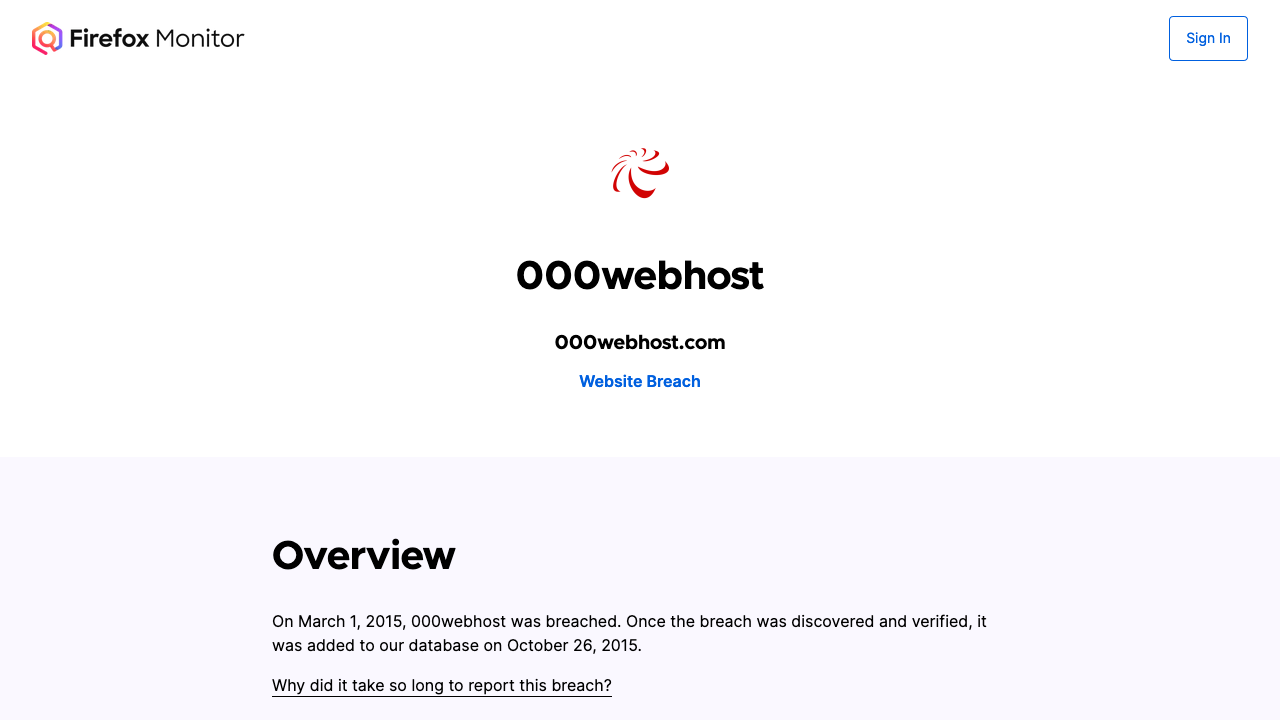 Firefox Monitor
Sign In
000webhost
000webhost.com
Website Breach
Overview
On March 1, 2015, 000webhost was breached. Once the breach was discovered and verified, it
was added to our database on October 26, 2015.
Why did it take so long to report this breach?